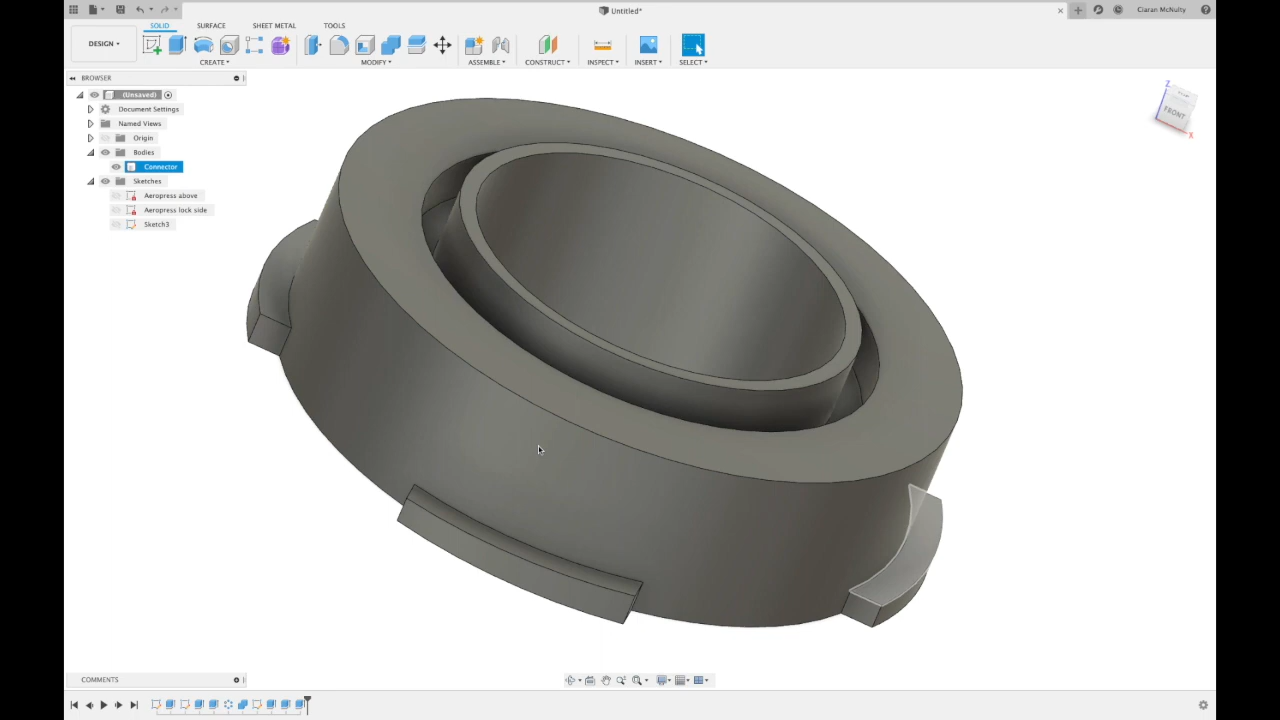 Untitled*
Ciaran McNulty
DESIGN
SOLID SURFACE SHEET METAL TOOLS
CREATE MODIFY ASSEMBLE CONSTRUCT INSPECT INSERT SELECT
BROWSER
(Unsaved)
Document Settings
Named Views
Origin
Bodies
Connector
Sketches
Aeropress above
Aeropress lock side
Sketch3
Z
FRONT
X
COMMENTS